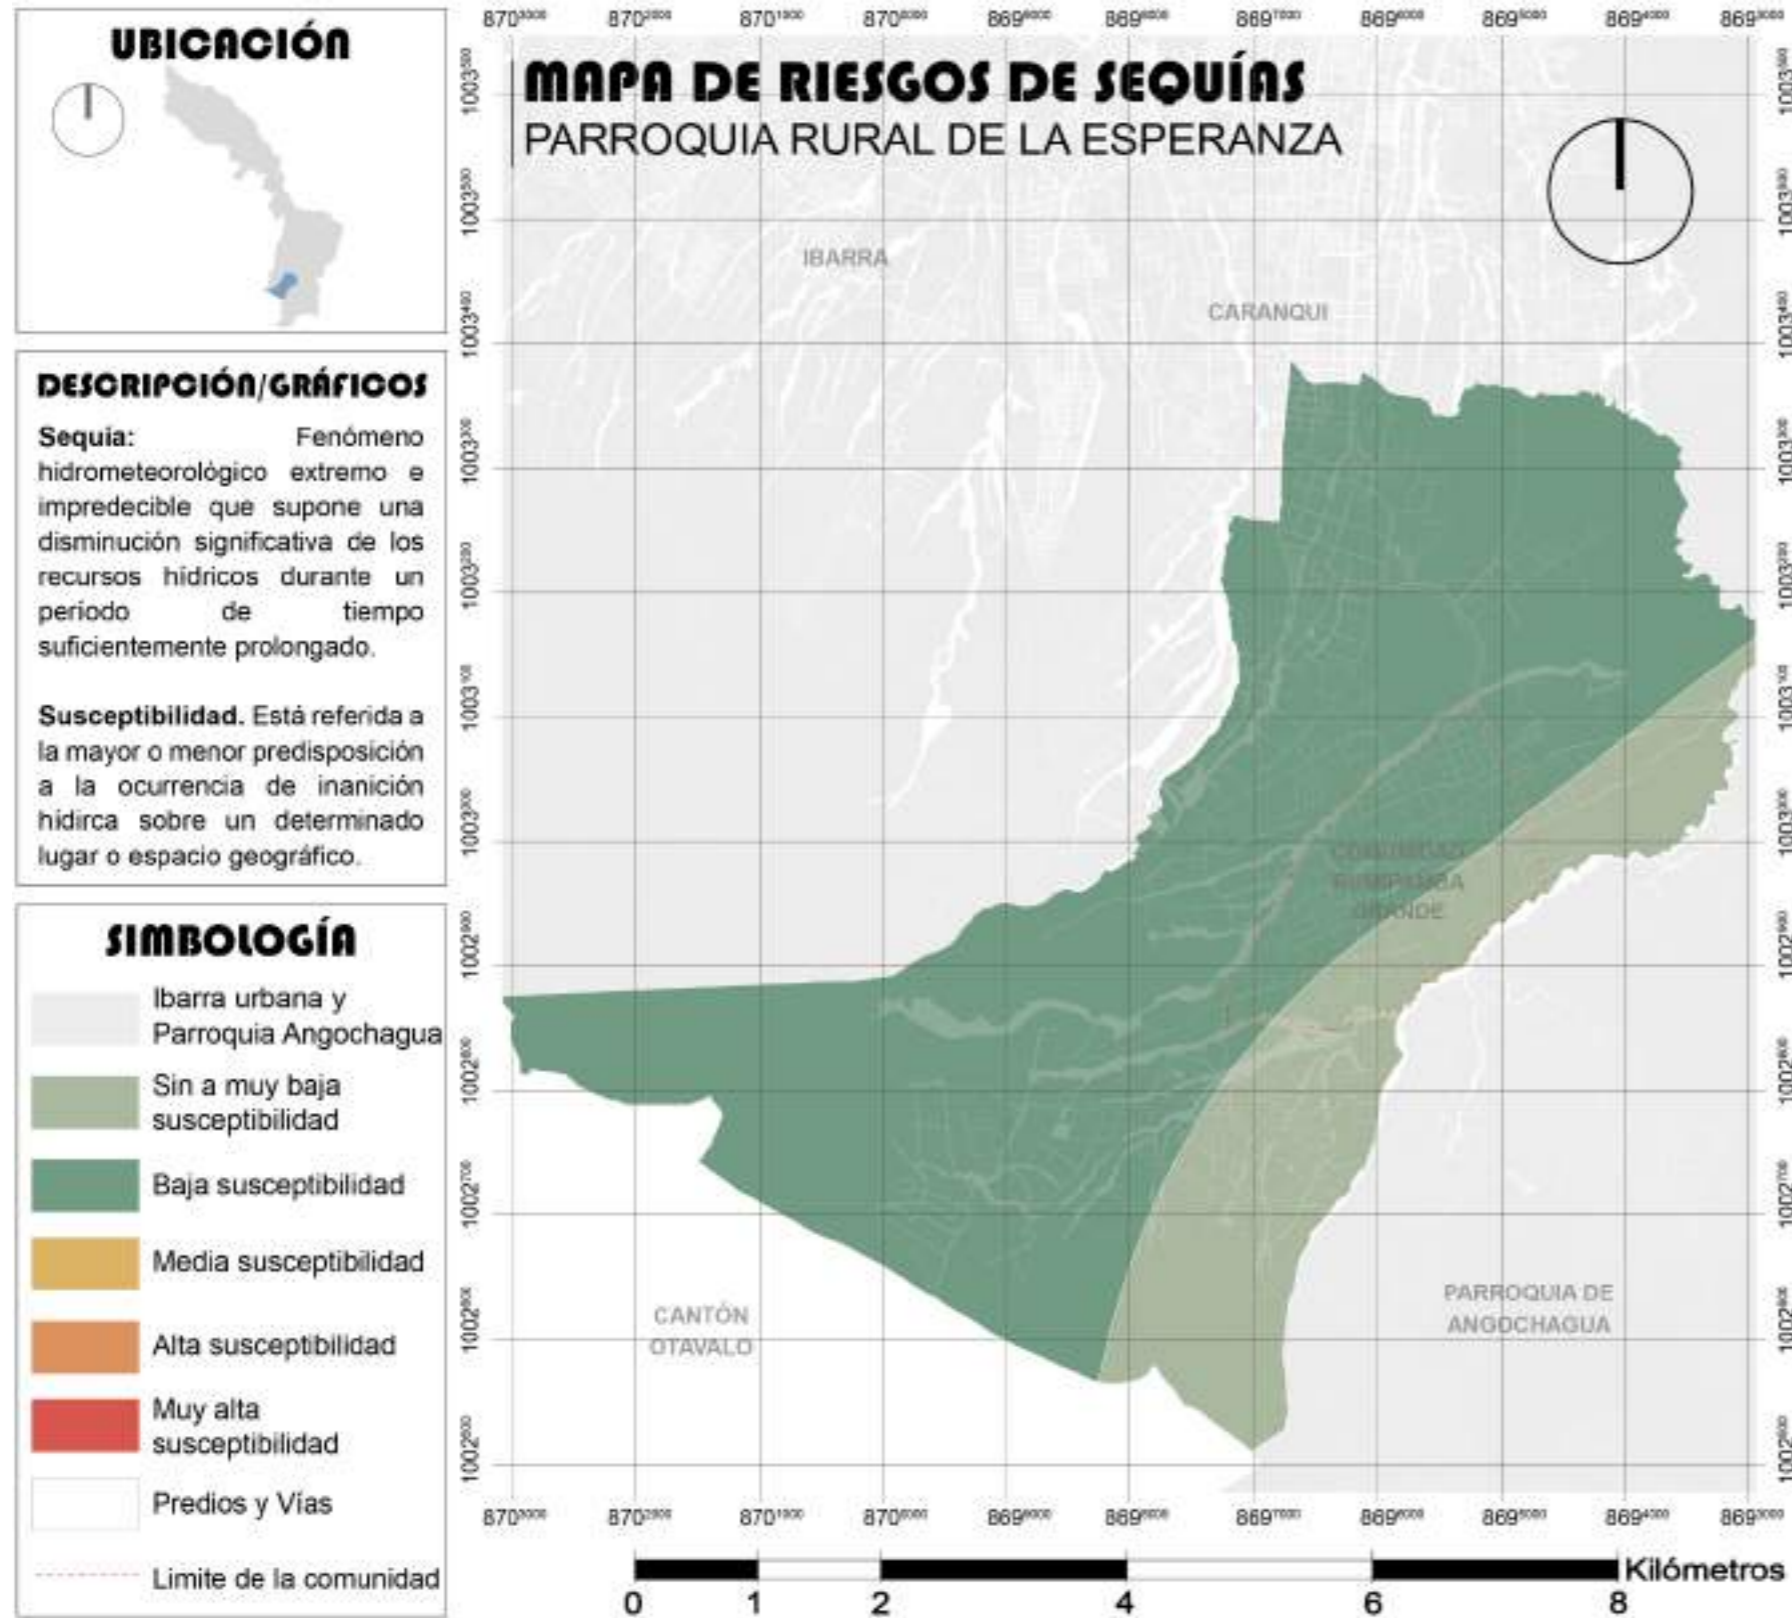 UBICACIÓN
MAPA DE RIESGOS DE SEQUÍAS
PARROQUIA RURAL DE LA ESPERANZA
IBARRA
CARANQUI
COMUNIDAD
RUMIPAMBA
GRANDE
CANTÓN
OTAVALO
PARROQUIA DE
ANGOCHAGUA
DESCRIPCIÓN/GRÁFICOS
Sequia: Fenómeno
hidrometeorológico extremo e
impredecible que supone una
disminución significativa de los
recursos hídricos durante un
periodo de tiempo
suficientemente prolongado.
Susceptibilidad. Está referida a
la mayor o menor predisposición
a la ocurrencia de inanición
hídirca sobre un determinado
lugar o espacio geográfico.
SIMBOLOGÍA
Ibarra urbana y
Parroquia Angochagua
Sin a muy baja
susceptibilidad
Baja susceptibilidad
Media susceptibilidad
Alta susceptibilidad
Muy alta
susceptibilidad
Predios y Vías
Limite de la comunidad
Kilómetros
0 1 2 4 6 8